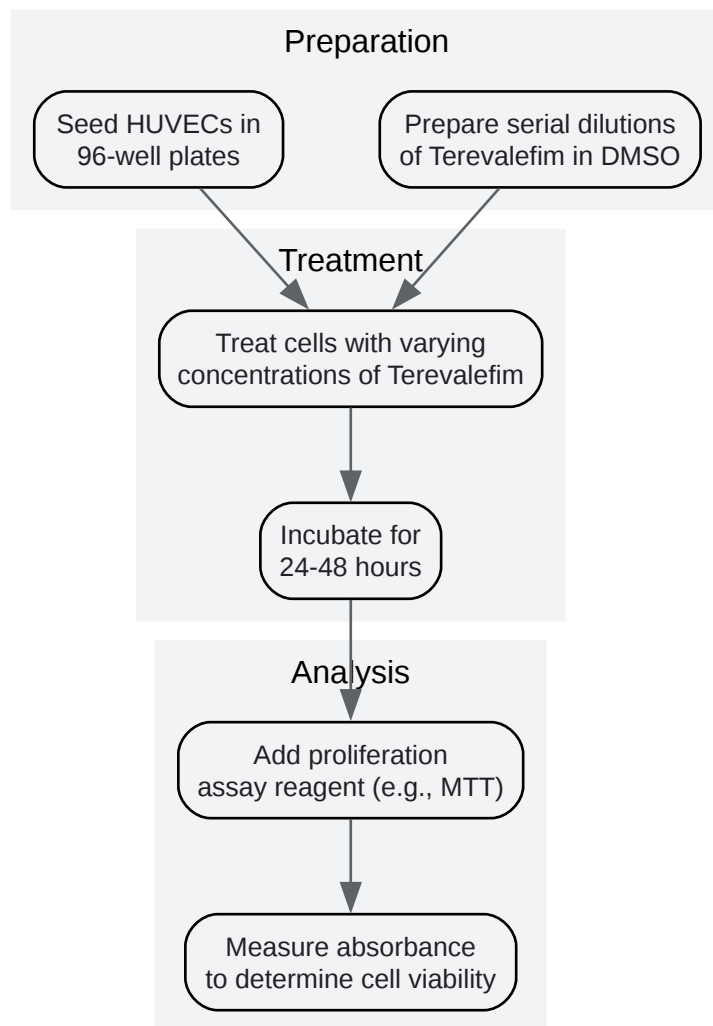 Preparation
Seed HUVECs in
96-well plates
Prepare serial dilutions
of Terevalefim in DMSO
Treatment
Treat cells with varying
concentrations of Terevalefim
Incubate for
24-48 hours
Analysis
Add proliferation
assay reagent (e.g., MTT)
Measure absorbance
to determine cell viability